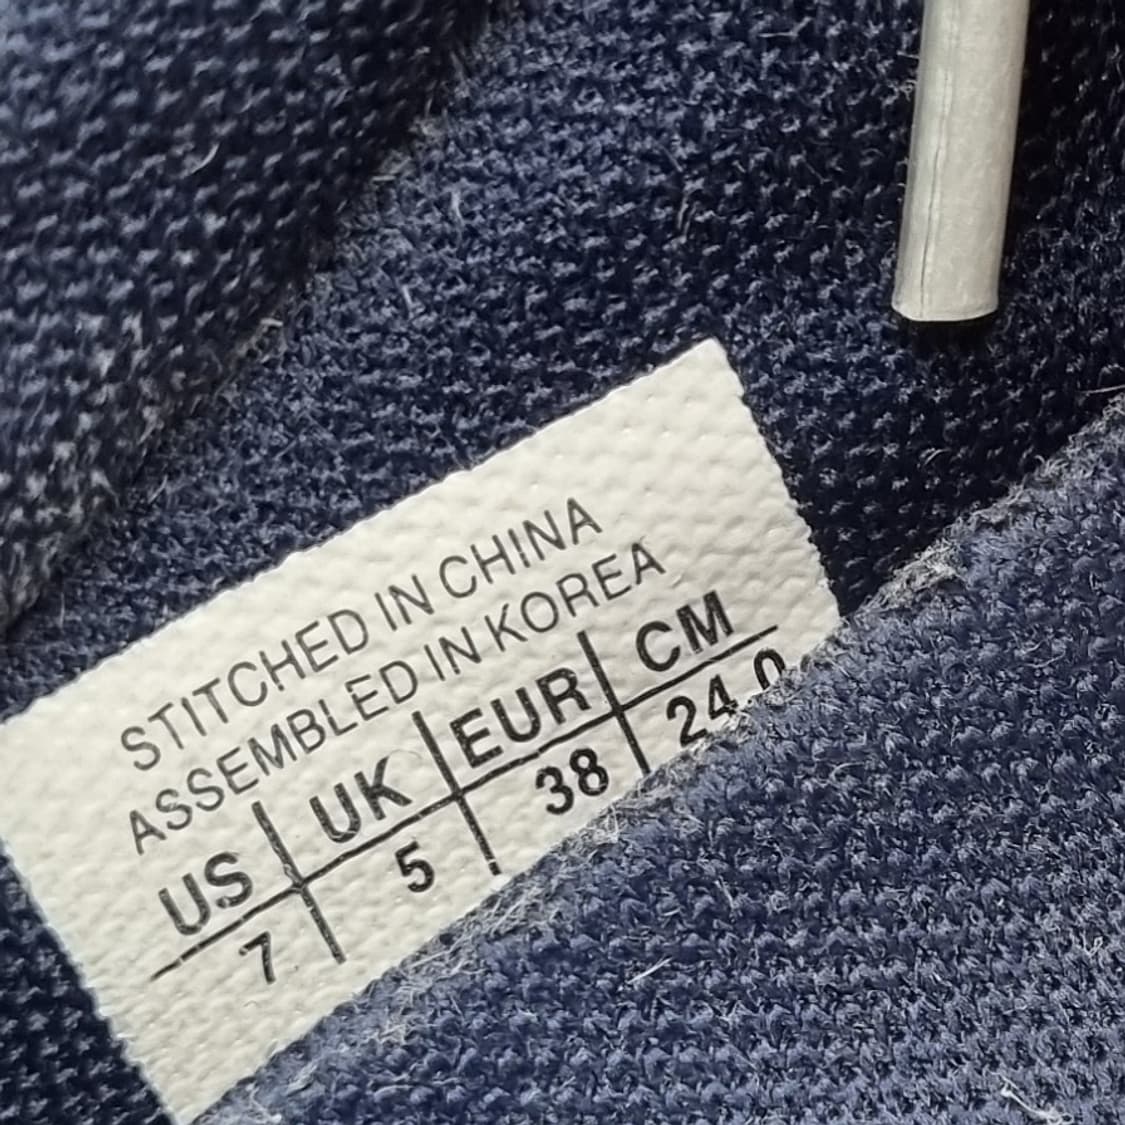 STITCHED IN CHINA
ASSEMBLED IN KOREA
US UK EUR CM
7 5 38 24.0